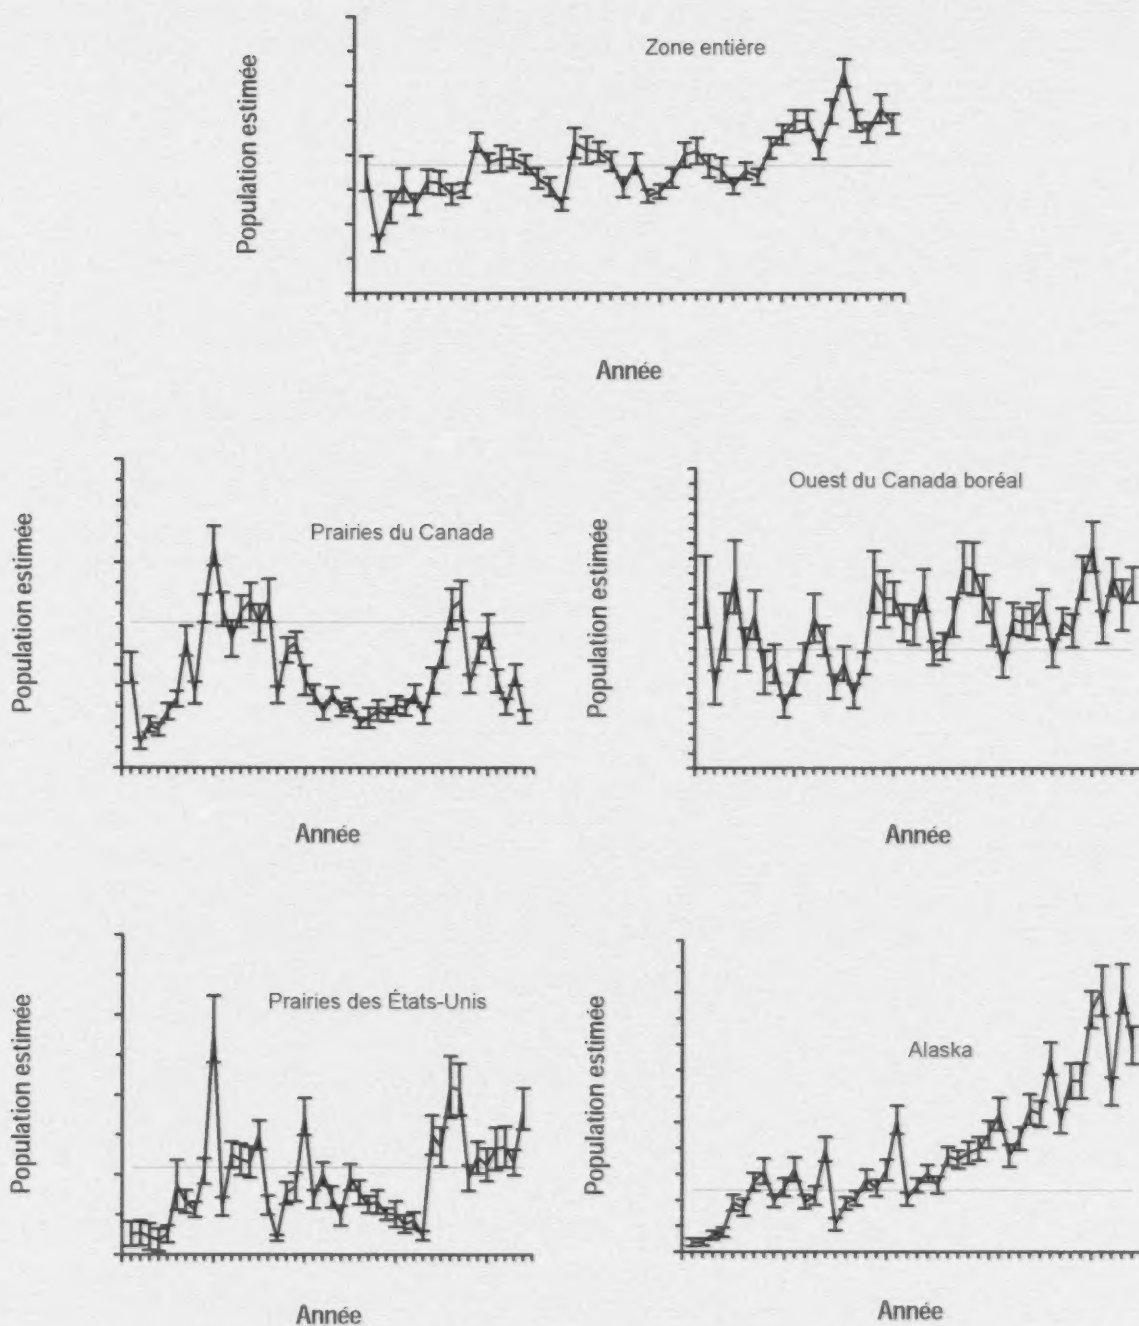 Zone entière
Population estimée
Année
Prairies du Canada
Population estimée
Année
Ouest du Canada boréal
Population estimée
Année
Prairies des États-Unis
Population estimée
Année
Alaska
Population estimée
Année